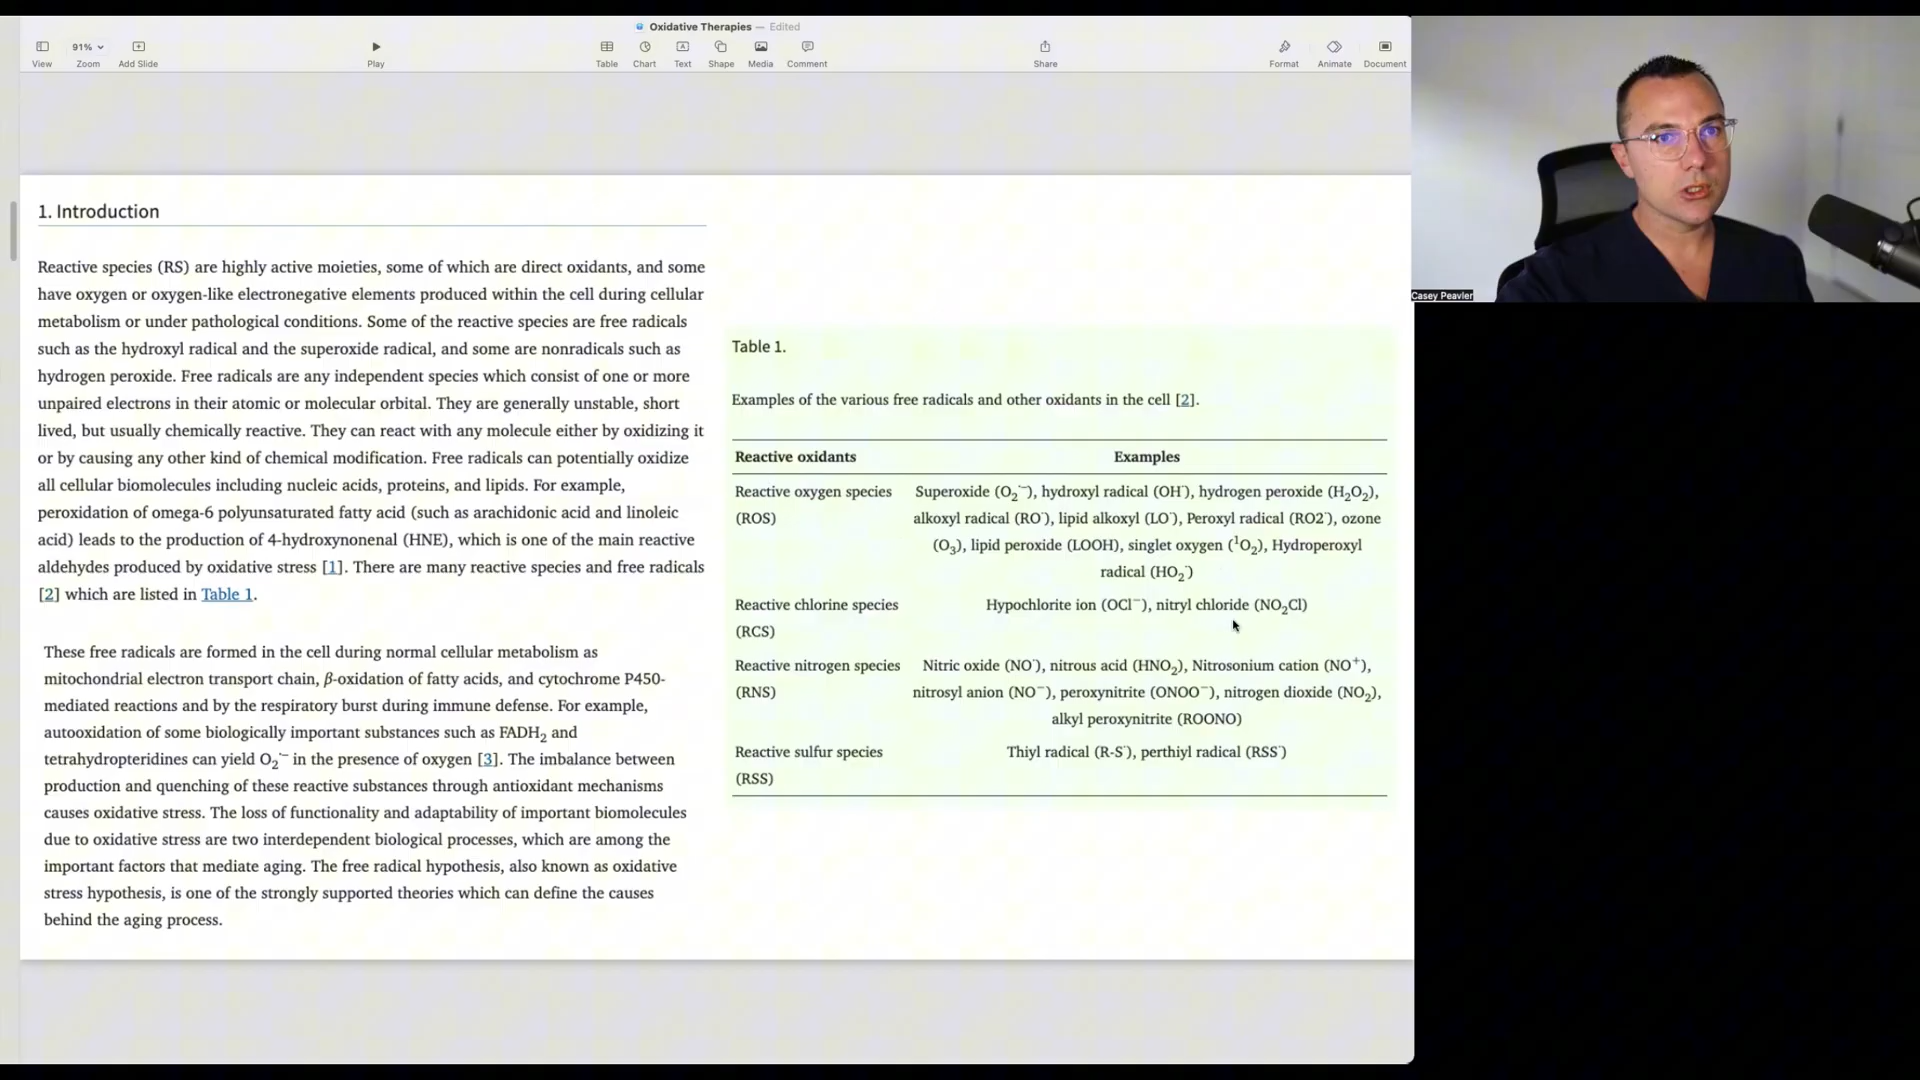 Oxidative Therapies — Edited
91%
View
Zoom
Add Slide
Play
Table
Chart
Text
Shape
Media
Comment
Share
Format
Animate
Document
1. Introduction
Reactive species (RS) are highly active moieties, some of which are direct oxidants, and some
have oxygen or oxygen-like electronegative elements produced within the cell during cellular
metabolism or under pathological conditions. Some of the reactive species are free radicals
such as the hydroxyl radical and the superoxide radical, and some are nonradicals such as
hydrogen peroxide. Free radicals are any independent species which consist of one or more
unpaired electrons in their atomic or molecular orbital. They are generally unstable, short
lived, but usually chemically reactive. They can react with any molecule either by oxidizing it
or by causing any other kind of chemical modification. Free radicals can potentially oxidize
all cellular biomolecules including nucleic acids, proteins, and lipids. For example,
peroxidation of omega-6 polyunsaturated fatty acid (such as arachidonic acid and linoleic
acid) leads to the production of 4-hydroxynonenal (HNE), which is one of the main reactive
aldehydes produced by oxidative stress [1]. There are many reactive species and free radicals
[2] which are listed in Table 1.
These free radicals are formed in the cell during normal cellular metabolism as
mitochondrial electron transport chain, β-oxidation of fatty acids, and cytochrome P450-
mediated reactions and by the respiratory burst during immune defense. For example,
autooxidation of some biologically important substances such as FADH₂ and
tetrahydropteridines can yield O₂˙⁻ in the presence of oxygen [3]. The imbalance between
production and quenching of these reactive substances through antioxidant mechanisms
causes oxidative stress. The loss of functionality and adaptability of important biomolecules
due to oxidative stress are two interdependent biological processes, which are among the
important factors that mediate aging. The free radical hypothesis, also known as oxidative
stress hypothesis, is one of the strongly supported theories which can define the causes
behind the aging process.
Table 1.
Examples of the various free radicals and other oxidants in the cell [2].
Reactive oxidants Examples
Reactive oxygen species Superoxide (O₂˙⁻), hydroxyl radical (OH˙), hydrogen peroxide (H₂O₂),
(ROS) alkoxyl radical (RO˙), lipid alkoxyl (LO˙), Peroxyl radical (RO2˙), ozone
(O₃), lipid peroxide (LOOH), singlet oxygen (¹O₂), Hydroperoxyl
radical (HO₂˙)
Reactive chlorine species Hypochlorite ion (OCl⁻), nitryl chloride (NO₂Cl)
(RCS)
Reactive nitrogen species Nitric oxide (NO˙), nitrous acid (HNO₂), Nitrosonium cation (NO⁺),
(RNS) nitrosyl anion (NO⁻), peroxynitrite (ONOO⁻), nitrogen dioxide (NO₂),
alkyl peroxynitrite (ROONO)
Reactive sulfur species Thiyl radical (R-S˙), perthiyl radical (RSS˙)
(RSS)
Casey Peavler